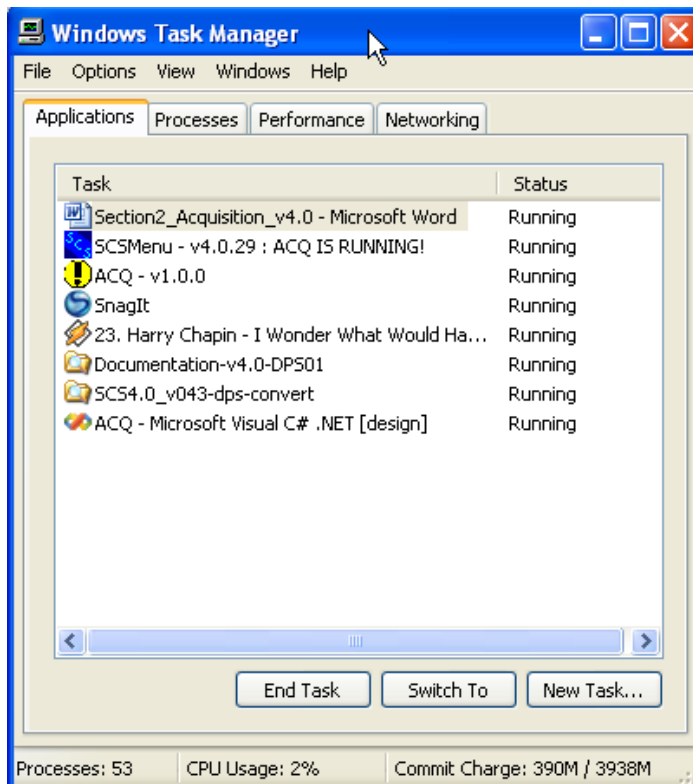 Windows Task Manager
File Options View Windows Help
Applications Processes Performance Networking
Task Status
Section2_Acquisition_v4.0 - Microsoft Word Running
SCS
SCSMenu - v4.0.29 : ACQ IS RUNNING! Running
ACQ - v1.0.0 Running
SnagIt Running
23. Harry Chapin - I Wonder What Would Ha... Running
Documentation-v4.0-DPS01 Running
SCS4.0_v043-dps-convert Running
ACQ - Microsoft Visual C# .NET [design] Running
End Task Switch To New Task...
Processes: 53 CPU Usage: 2% Commit Charge: 390M / 3938M